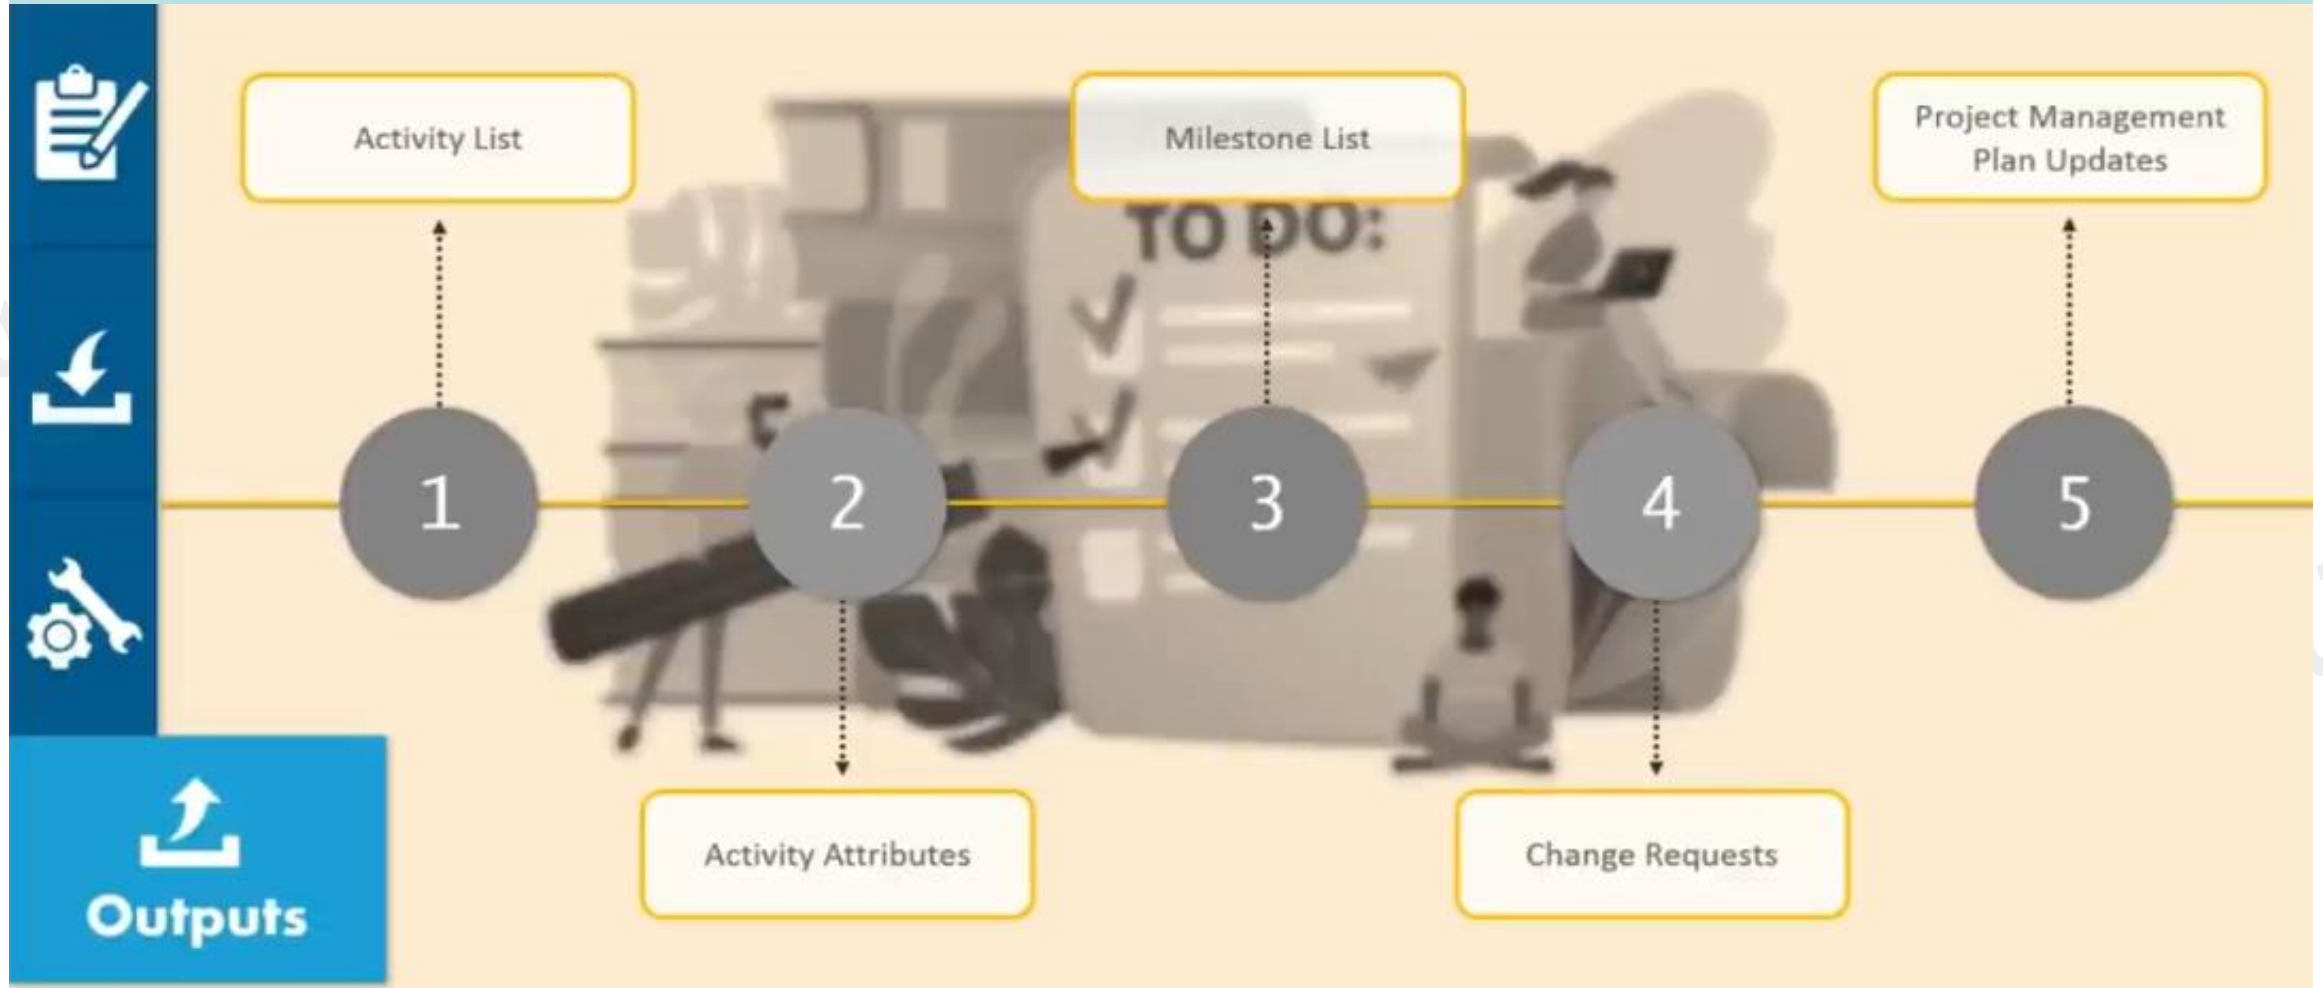 Activity List
Milestone List
Project Management
Plan Updates
TO DO:
1
2
3
4
5
Activity Attributes
Change Requests
Outputs